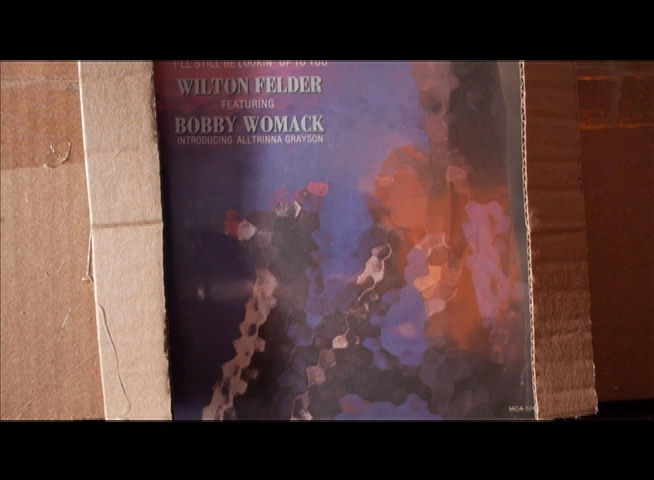 I'LL STILL BE LOOKIN' UP TO YOU
WILTON FELDER
FEATURING
BOBBY WOMACK
INTRODUCING ALLTRINNA GRAYSON